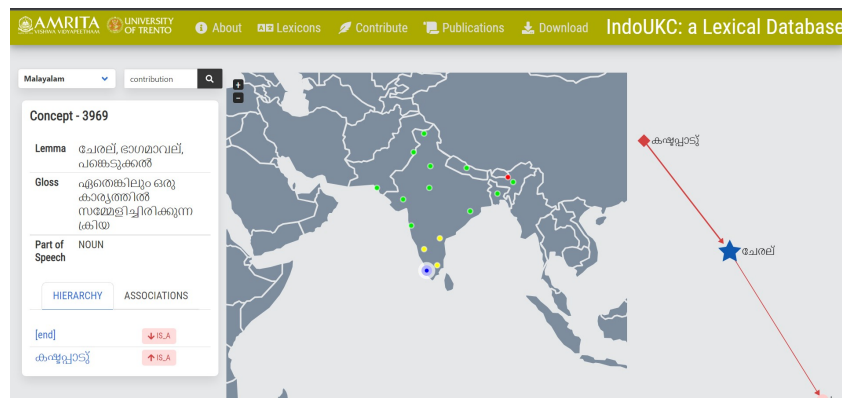 AMRITA VISHWA VIDYAPEETHAM UNIVERSITY OF TRENTO About Lexicons Contribute Publications Download IndoUKC: a Lexical Database
Malayalam contribution
+
-
Concept - 3969
Lemma ചേരല്, ഭാഗമാവല്,
പങ്കെടുക്കൽ
Gloss ഏതെങ്കിലും ഒരു
കാര്യത്തിൽ
സമ്മേളിച്ചിരിക്കുന്ന
ക്രിയ
Part of NOUN
Speech
HIERARCHY ASSOCIATIONS
[end] IS_A
കഷ്ടപ്പാടു് IS_A
കഷ്ടപ്പാടു്
ചേരല്